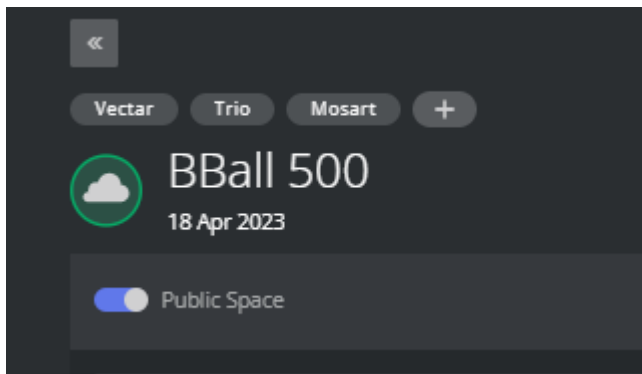 «
Vectar Trio Mosart +
BBall 500
18 Apr 2023
Public Space